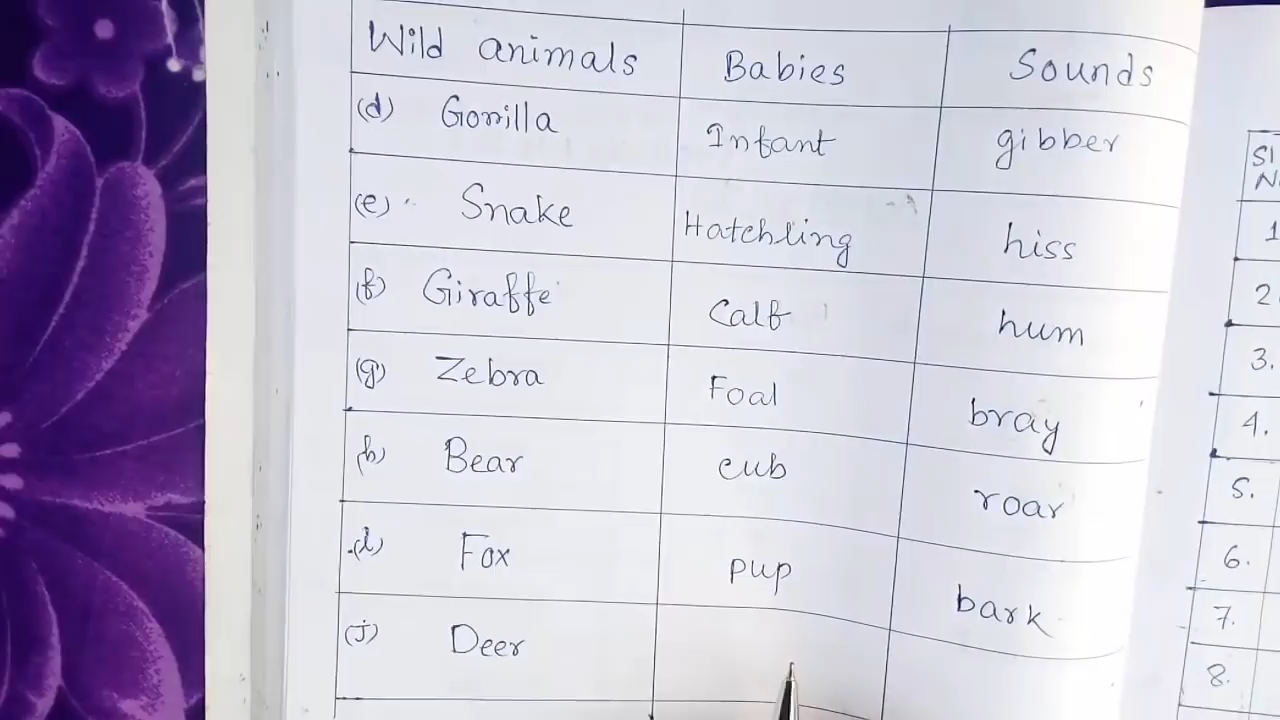 Wild animals Babies Sounds
(d) Gorilla Infant gibber
(e) Snake Hatchling hiss
(f) Giraffe Calf hum
(g) Zebra Foal bray
(h) Bear cub roar
(i) Fox pup bark
(j) Deer
Sl
1
2.
3.
4.
5.
6.
7.
8.